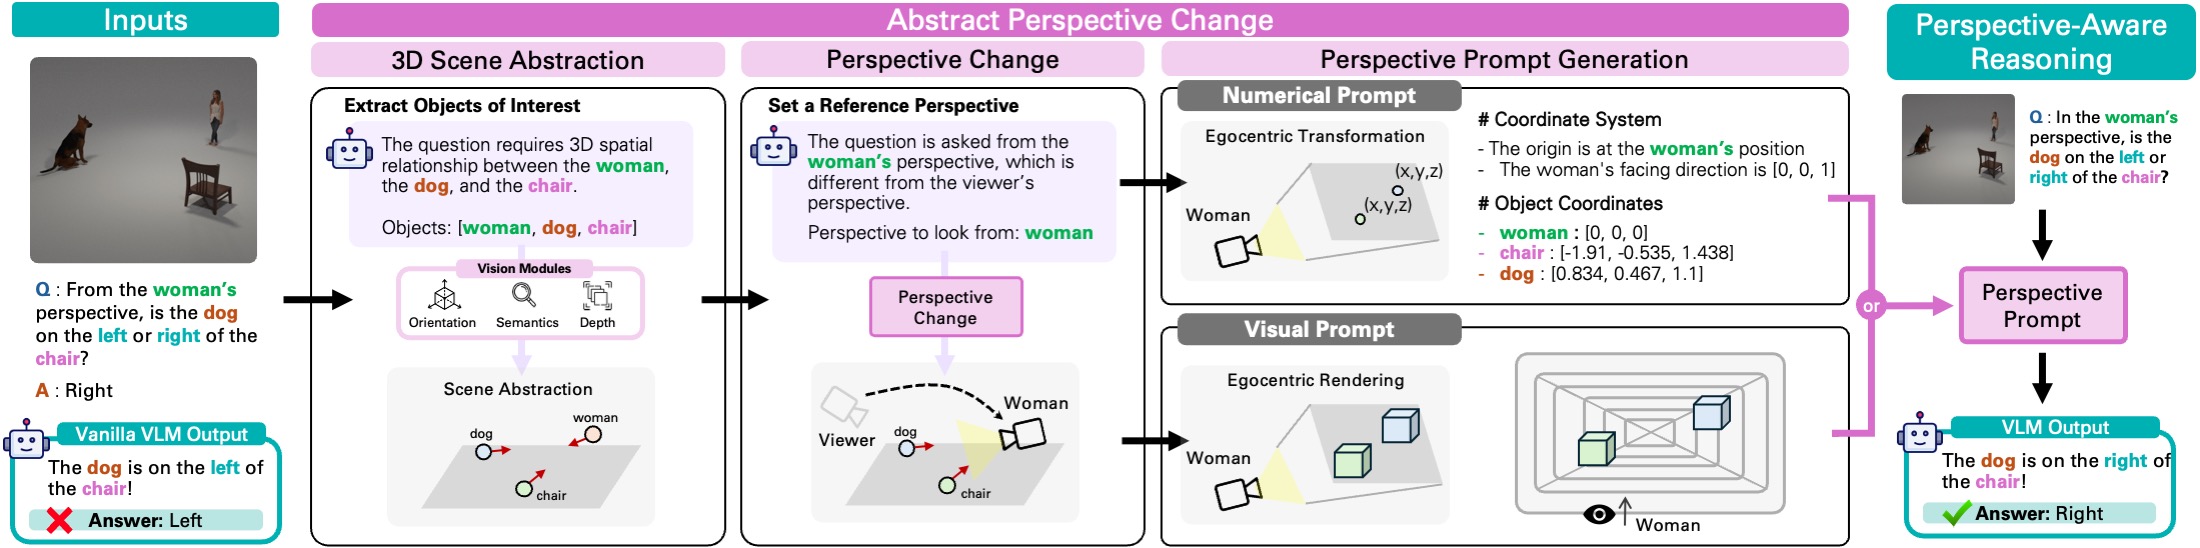 Inputs
Q : From the woman's
perspective, is the dog
on the left or right of the
chair?
A : Right
Vanilla VLM Output
The dog is on the left of
the chair!
Answer: Left
Abstract Perspective Change
3D Scene Abstraction
Extract Objects of Interest
The question requires 3D spatial
relationship between the woman,
the dog, and the chair.
Objects: [woman, dog, chair]
Vision Modules
Orientation
Semantics
Depth
Scene Abstraction
dog
woman
chair
Perspective Change
Set a Reference Perspective
The question is asked from the
woman's perspective, which is
different from the viewer's
perspective.
Perspective to look from: woman
Perspective
Change
Viewer
dog
Woman
chair
Perspective Prompt Generation
Numerical Prompt
Egocentric Transformation
(x,y,z)
(x,y,z)
Woman
# Coordinate System
- The origin is at the woman's position
- The woman's facing direction is [0, 0, 1]
# Object Coordinates
- woman : [0, 0, 0]
- chair : [-1.91, -0.535, 1.438]
- dog : [0.834, 0.467, 1.1]
Visual Prompt
Egocentric Rendering
Woman
Woman
or
Perspective-Aware
Reasoning
Q : In the woman's
perspective, is the
dog on the left or
right of the chair?
Perspective
Prompt
VLM Output
The dog is on the right of
the chair!
Answer: Right